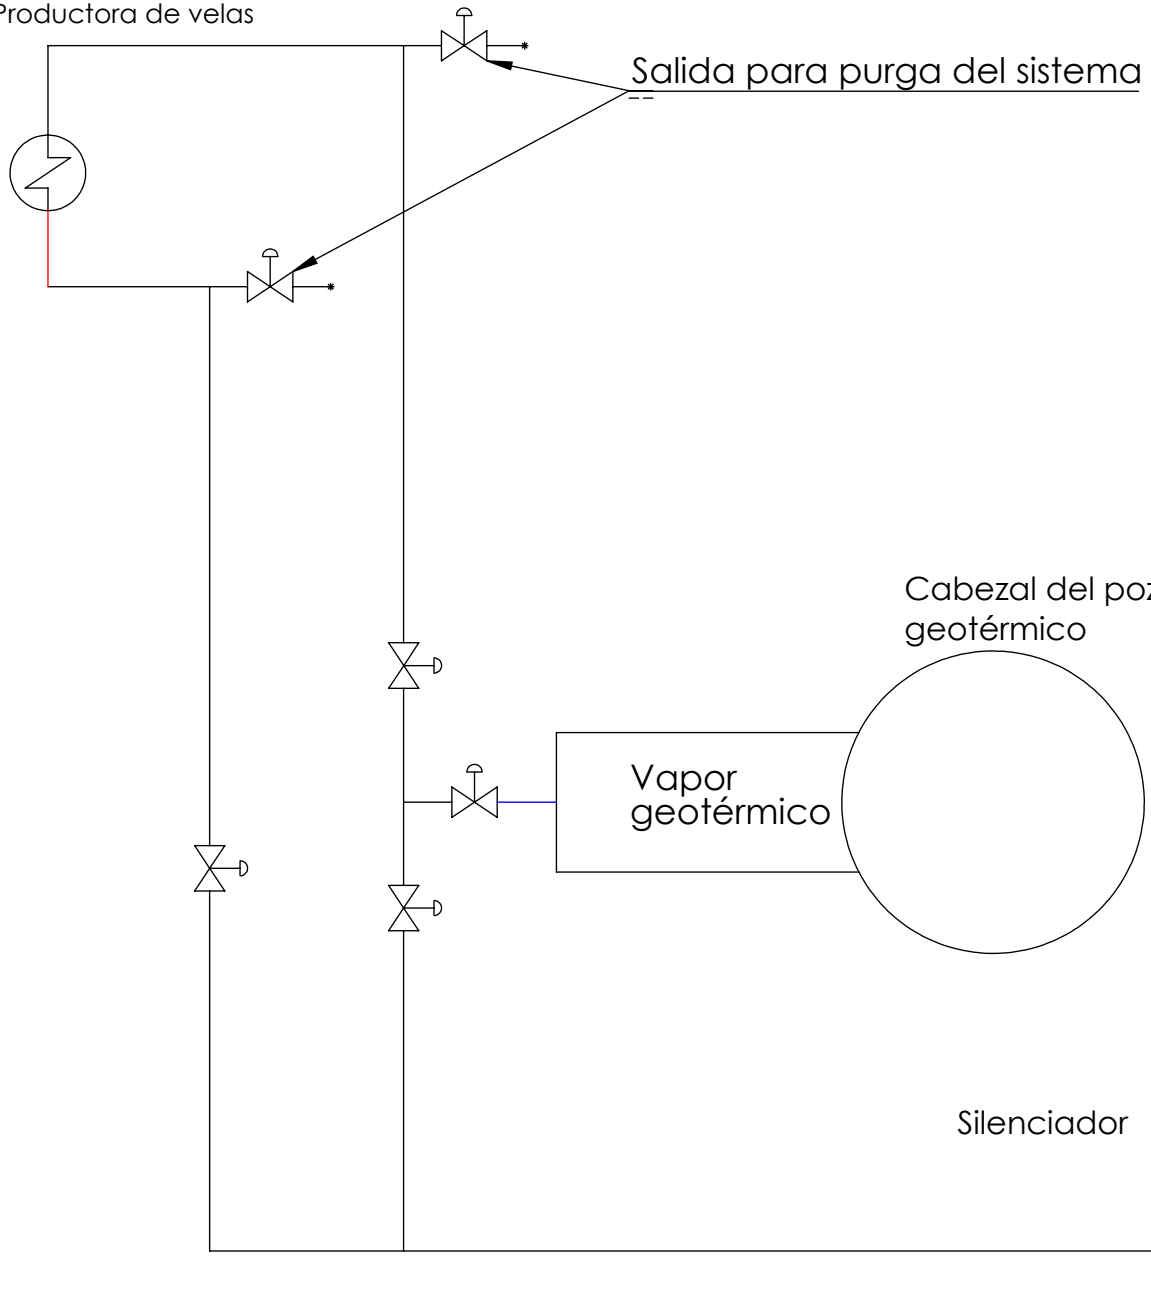 Productora de velas
Salida para purga del sistema
Cabezal del poz
geotérmico
Vapor
geotérmico
Silenciador